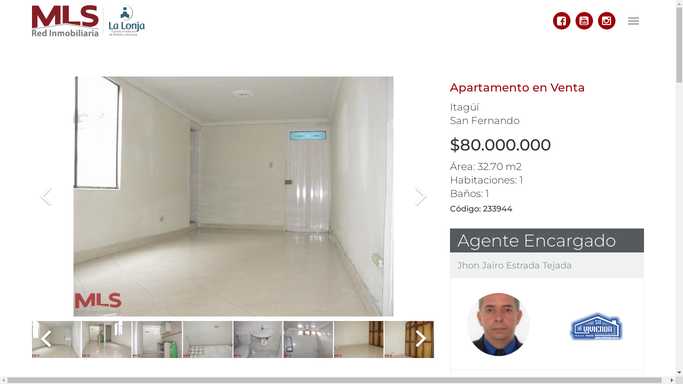 MLS
Red Inmobiliaria
La Lonja
Apartamento en Venta
Itagüí
San Fernando
$80.000.000
Área: 32.70 m2
Habitaciones: 1
Baños: 1
Código: 233944
Agente Encargado
Jhon Jairo Estrada Tejada
MLS
VIVIENDA